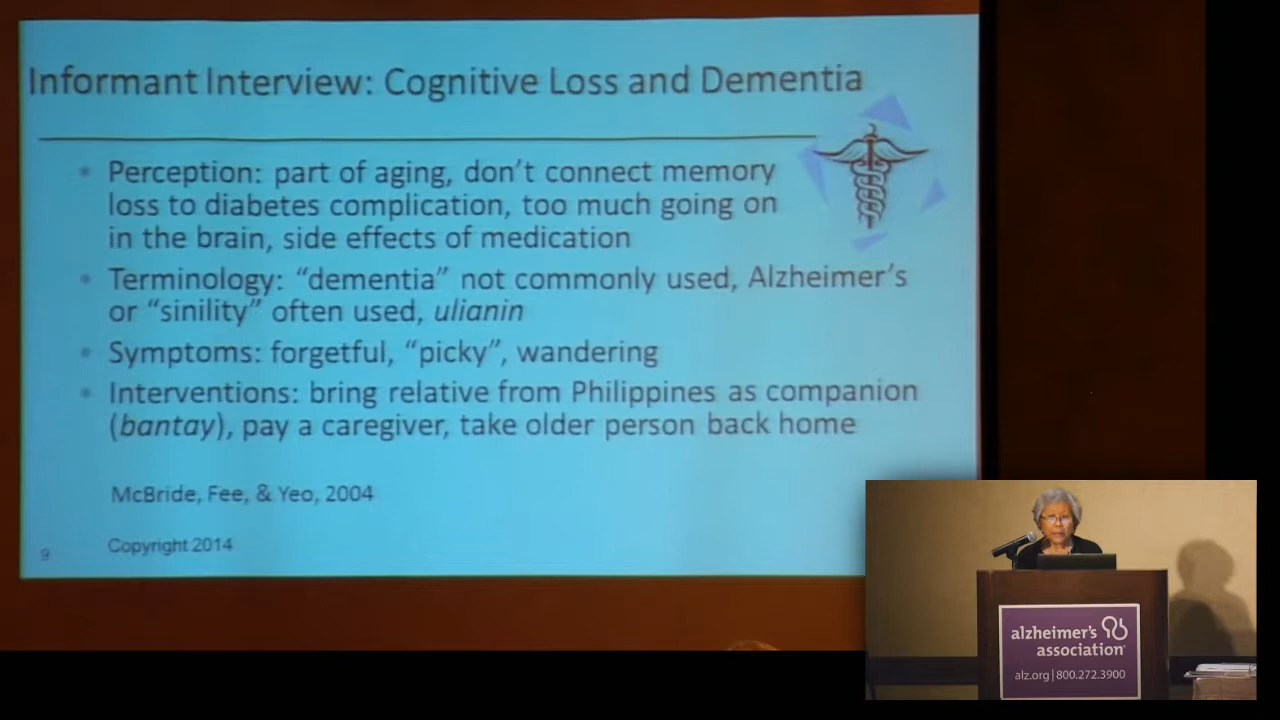 Informant Interview: Cognitive Loss and Dementia
• Perception: part of aging, don't connect memory
loss to diabetes complication, too much going on
in the brain, side effects of medication
• Terminology: "dementia" not commonly used, Alzheimer's
or "sinility" often used, ulianin
• Symptoms: forgetful, "picky", wandering
• Interventions: bring relative from Philippines as companion
(bantay), pay a caregiver, take older person back home
McBride, Fee, & Yeo, 2004
9
Copyright 2014
alzheimer's
association
alz.org|800.272.3900